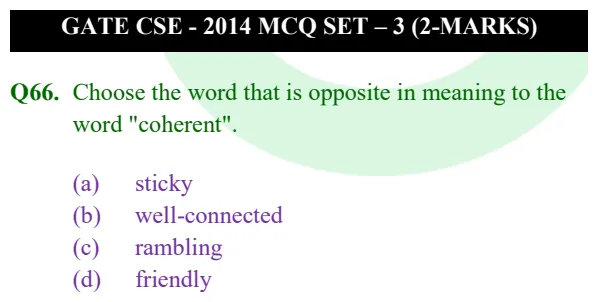 GATE CSE - 2014 MCQ SET – 3 (2-MARKS)
Q66. Choose the word that is opposite in meaning to the
word "coherent".
(a) sticky
(b) well-connected
(c) rambling
(d) friendly